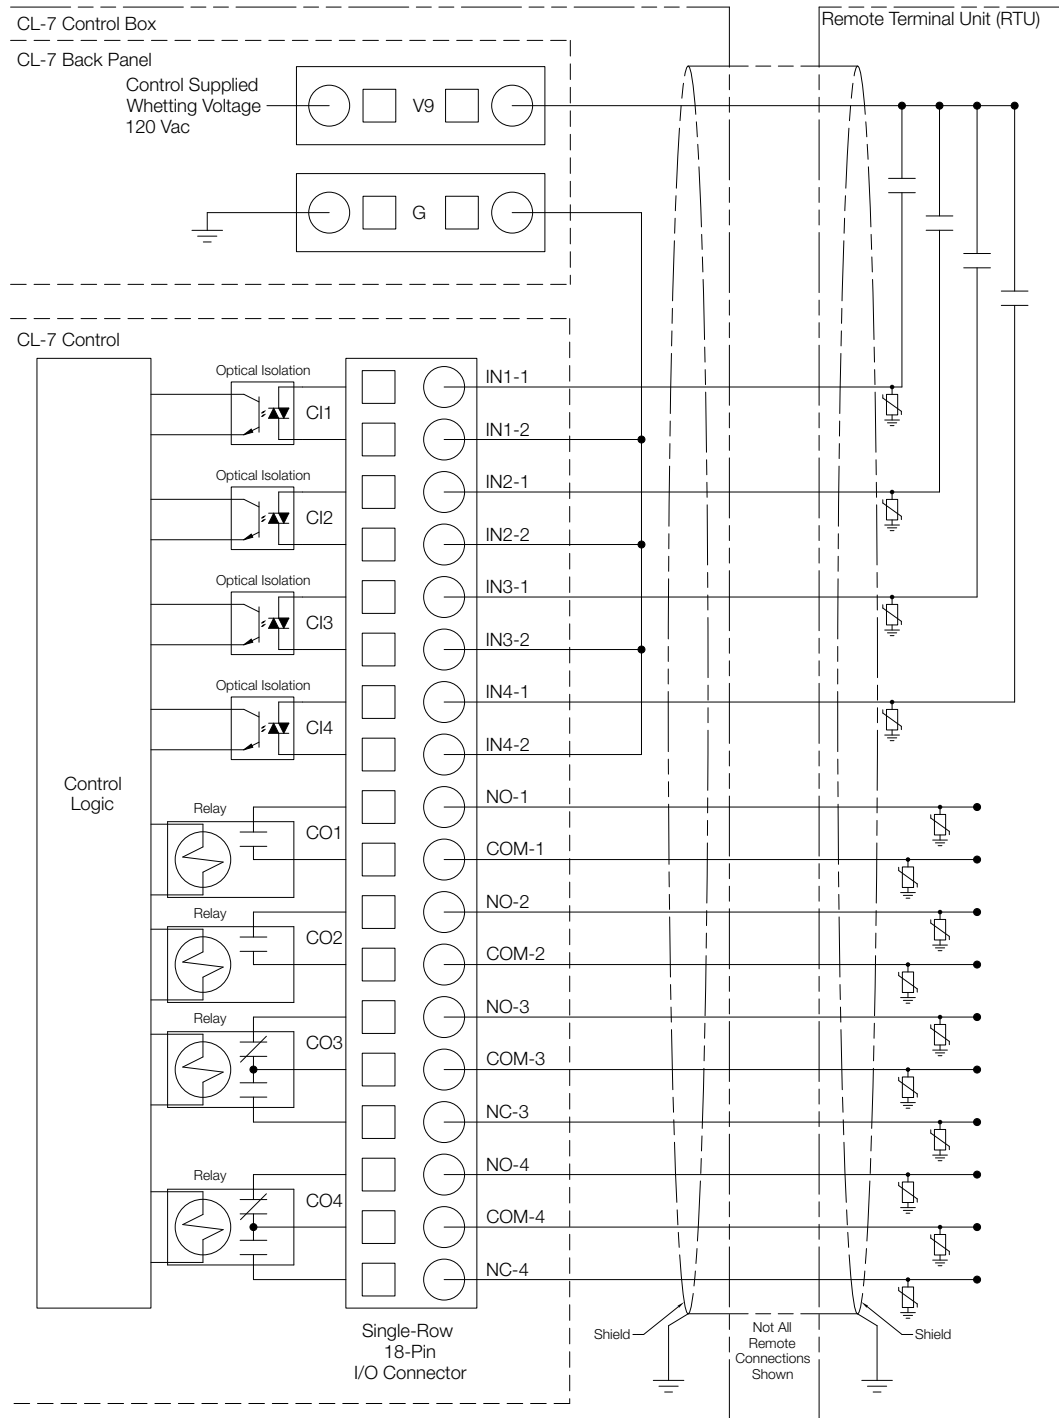 CL-7 Control Box
Remote Terminal Unit (RTU)
CL-7 Back Panel
Control Supplied
Whetting Voltage
120 Vac
V9
G
CL-7 Control
Optical Isolation
CI1
IN1-1
IN1-2
Optical Isolation
CI2
IN2-1
IN2-2
Optical Isolation
CI3
IN3-1
IN3-2
Optical Isolation
CI4
IN4-1
IN4-2
Control
Logic
Relay
CO1
NO-1
COM-1
Relay
CO2
NO-2
COM-2
Relay
CO3
NO-3
COM-3
NC-3
Relay
CO4
NO-4
COM-4
NC-4
Single-Row
18-Pin
I/O Connector
Shield
Not All
Remote
Connections
Shown
Shield